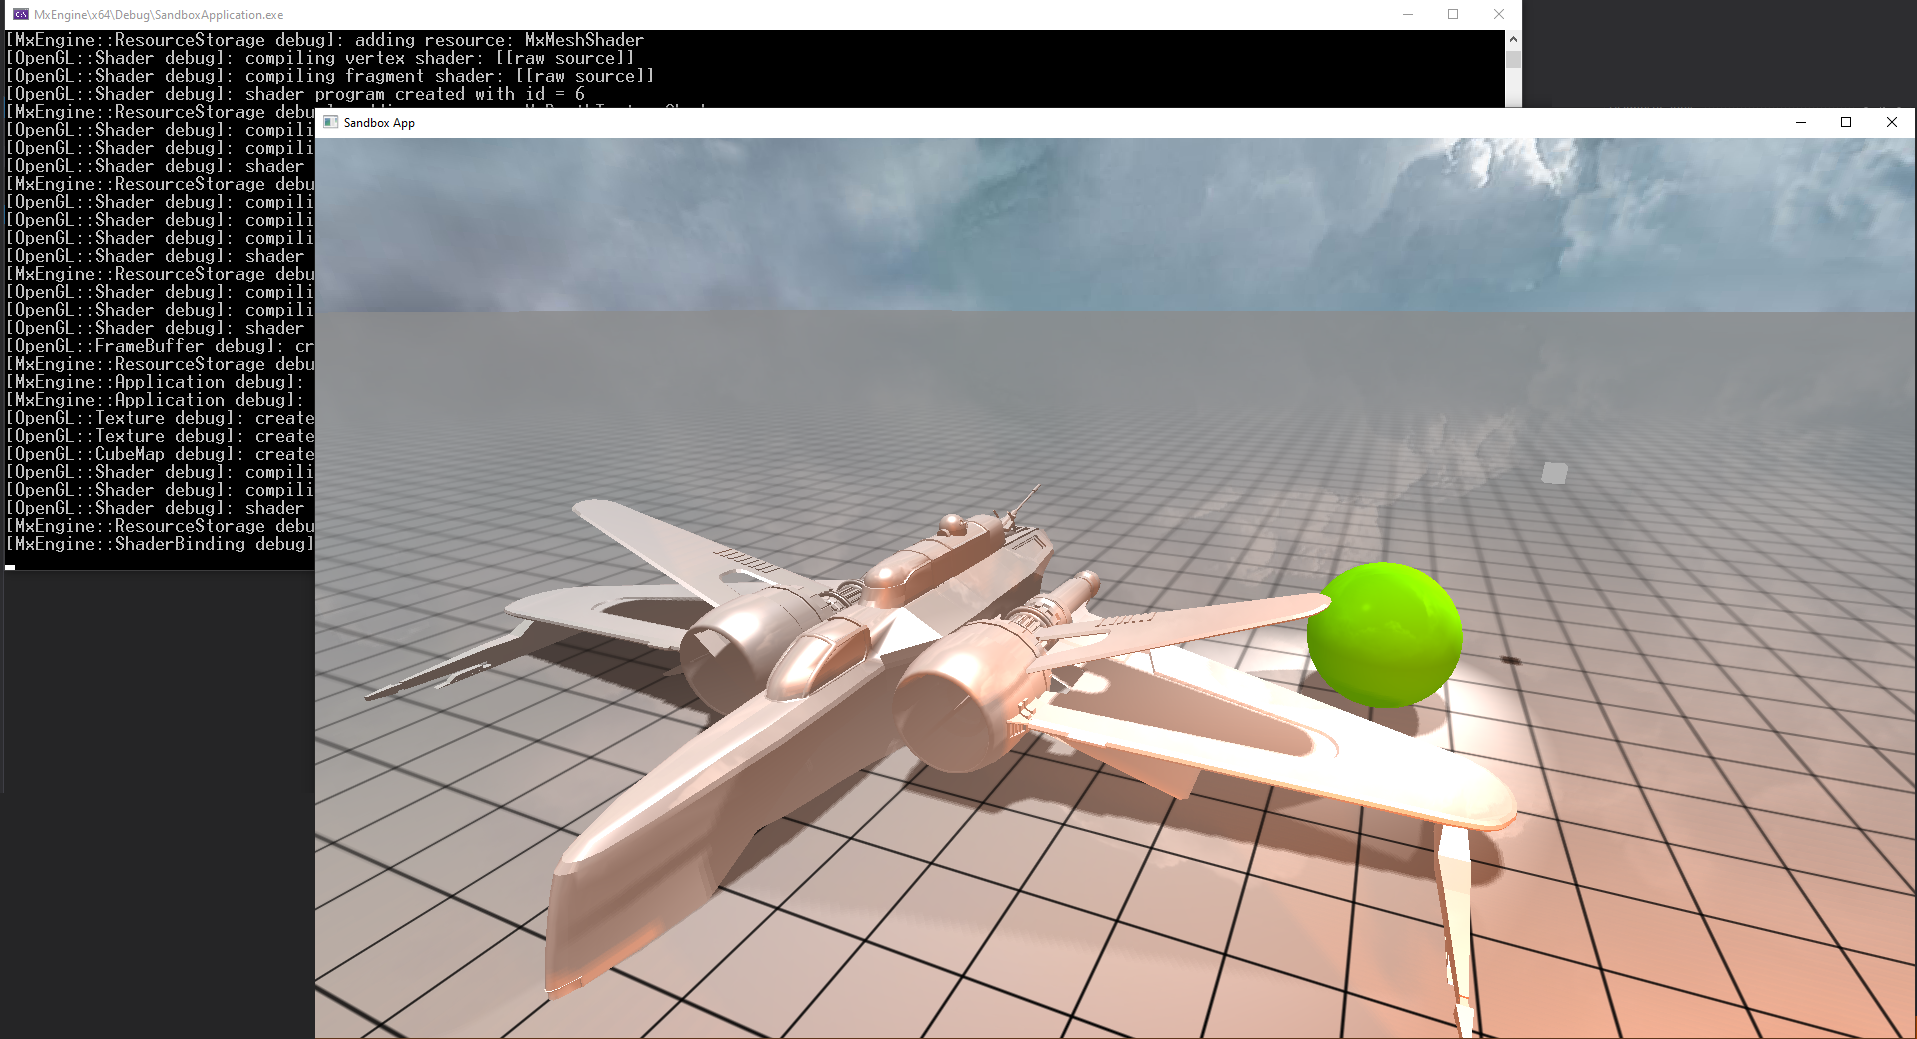 MxEngine\x64\Debug\SandboxApplication.exe
[MxEngine::ResourceStorage debug]: adding resource: MxMeshShader
[OpenGL::Shader debug]: compiling vertex shader: [[raw source]]
[OpenGL::Shader debug]: compiling fragment shader: [[raw source]]
[OpenGL::Shader debug]: shader program created with id = 6
[MxEngine::ResourceStorage debu
Sandbox App
[OpenGL::Shader debug]: compili
[OpenGL::Shader debug]: compili
[OpenGL::Shader debug]: shader
[MxEngine::ResourceStorage debu
[OpenGL::Shader debug]: compili
[OpenGL::Shader debug]: compili
[OpenGL::Shader debug]: compili
[OpenGL::Shader debug]: shader
[MxEngine::ResourceStorage debu
[OpenGL::Shader debug]: compili
[OpenGL::Shader debug]: compili
[OpenGL::Shader debug]: shader
[OpenGL::FrameBuffer debug]: cr
[MxEngine::ResourceStorage debu
[MxEngine::Application debug]:
[MxEngine::Application debug]:
[OpenGL::Texture debug]: create
[OpenGL::Texture debug]: create
[OpenGL::CubeMap debug]: create
[OpenGL::Shader debug]: compili
[OpenGL::Shader debug]: compili
[OpenGL::Shader debug]: shader
[MxEngine::ResourceStorage debu
[MxEngine::ShaderBinding debug]